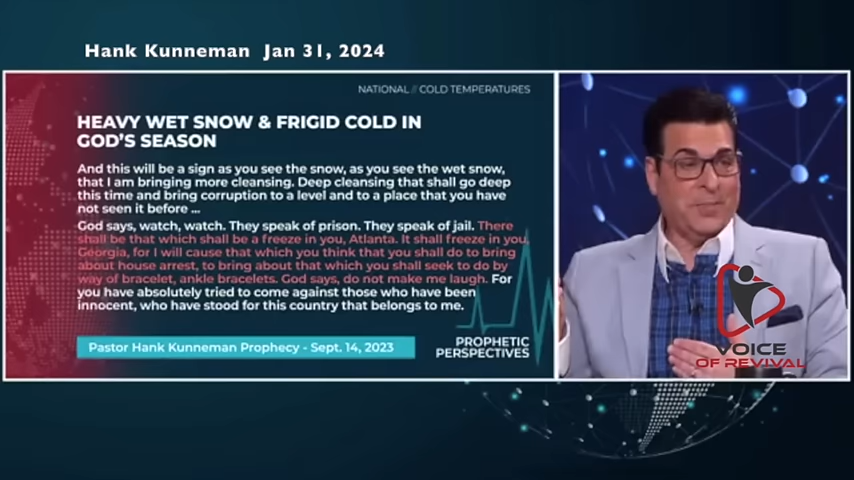 Hank Kunneman Jan 31, 2024
NATIONAL // COLD TEMPERATURES
HEAVY WET SNOW & FRIGID COLD IN
GOD'S SEASON
And this will be a sign as you see the snow, as you see the wet snow,
that I am bringing more cleansing. Deep cleansing that shall go deep
this time and bring corruption to a level and to a place that you have
not seen it before ...
God says, watch, watch. They speak of prison. They speak of jail. There
shall be that which shall be a freeze in you, Atlanta. It shall freeze in you,
Georgia, for I will cause that which you think that you shall do to bring
about house arrest, to bring about that which you shall seek to do by
way of bracelet, ankle bracelets. God says, do not make me laugh. For
you have absolutely tried to come against those who have been
innocent, who have stood for this country that belongs to me.
Pastor Hank Kunneman Prophecy - Sept. 14, 2023
PROPHETIC
PERSPECTIVES
VOICE
OF REVIVAL